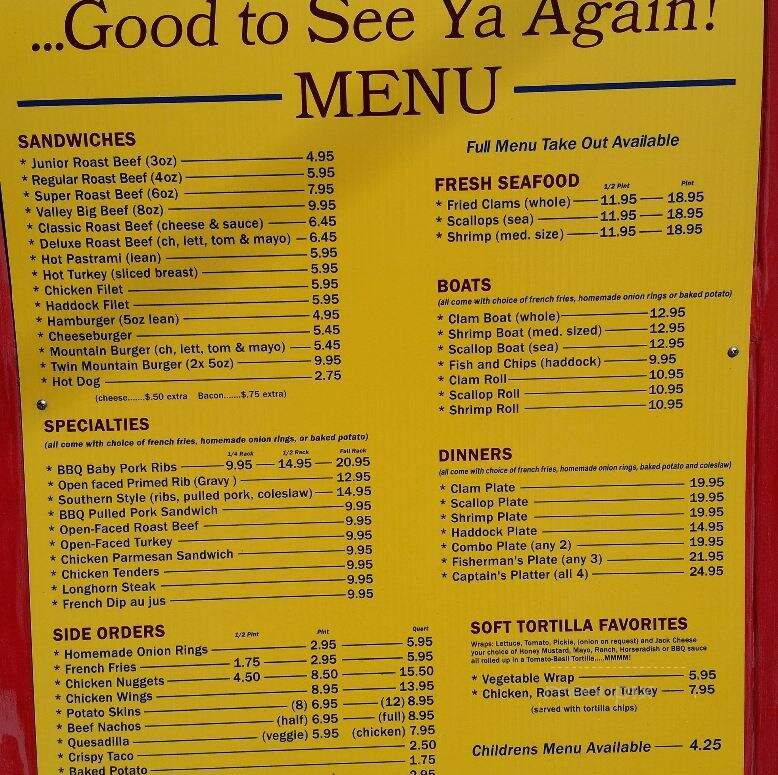 ...Good to See Ya Again!
MENU
SANDWICHES
* Junior Roast Beef (3oz) 4.95
* Regular Roast Beef (4oz) 5.95
* Super Roast Beef (6oz) 7.95
* Valley Big Beef (8oz) 9.95
* Classic Roast Beef (cheese & sauce) 6.45
* Deluxe Roast Beef (ch, lett, tom & mayo) 6.45
* Hot Pastrami (lean) 5.95
* Hot Turkey (sliced breast) 5.95
* Chicken Filet 5.95
* Haddock Filet 5.95
* Hamburger (5oz lean) 4.95
* Cheeseburger 5.45
* Mountain Burger (ch, lett, tom & mayo) 5.45
* Twin Mountain Burger (2x 5oz) 9.95
* Hot Dog 2.75
(cheese.......$.50 extra Bacon.......$.75 extra)
SPECIALTIES
(all come with choice of french fries, homemade onion rings, or baked potato)
1/4 Rack 1/2 Rack Full Rack
* BBQ Baby Pork Ribs 9.95 14.95 20.95
* Open faced Primed Rib (Gravy ) 12.95
* Southern Style (ribs, pulled pork, coleslaw) 14.95
* BBQ Pulled Pork Sandwich 9.95
* Open-Faced Roast Beef 9.95
* Open-Faced Turkey 9.95
* Chicken Parmesan Sandwich 9.95
* Chicken Tenders 9.95
* Longhorn Steak 9.95
* French Dip au jus 9.95
SIDE ORDERS 1/2 Pint Pint Quart
* Homemade Onion Rings 2.95 5.95
* French Fries 1.75 2.95 5.95
* Chicken Nuggets 4.50 8.50 15.50
* Chicken Wings 8.95 13.95
* Potato Skins (8) 6.95 (12) 8.95
* Beef Nachos (half) 6.95 (full) 8.95
* Quesadilla (veggie) 5.95 (chicken) 7.95
* Crispy Taco 2.50
* Baked Potato 1.75
2.95
Full Menu Take Out Available
FRESH SEAFOOD 1/2 Pint Pint
* Fried Clams (whole) 11.95 18.95
* Scallops (sea) 11.95 18.95
* Shrimp (med. size) 11.95 18.95
BOATS
(all come with choice of french fries, homemade onion rings or baked potato)
* Clam Boat (whole) 12.95
* Shrimp Boat (med. sized) 12.95
* Scallop Boat (sea) 12.95
* Fish and Chips (haddock) 9.95
* Clam Roll 10.95
* Scallop Roll 10.95
* Shrimp Roll 10.95
DINNERS
(all come with choice of french fries, homemade onion rings, baked potato and coleslaw)
* Clam Plate 19.95
* Scallop Plate 19.95
* Shrimp Plate 19.95
* Haddock Plate 14.95
* Combo Plate (any 2) 19.95
* Fisherman's Plate (any 3) 21.95
* Captain's Platter (all 4) 24.95
SOFT TORTILLA FAVORITES
Wraps: Lettuce, Tomato, Pickle, (onion on request) and Jack Cheese
your choice of Honey Mustard, Mayo, Ranch, Horseradish or BBQ sauce
all rolled up in a Tomato-Basil Tortilla.....MMMM!
* Vegetable Wrap 5.95
* Chicken, Roast Beef or Turkey 7.95
(served with tortilla chips)
Childrens Menu Available 4.25